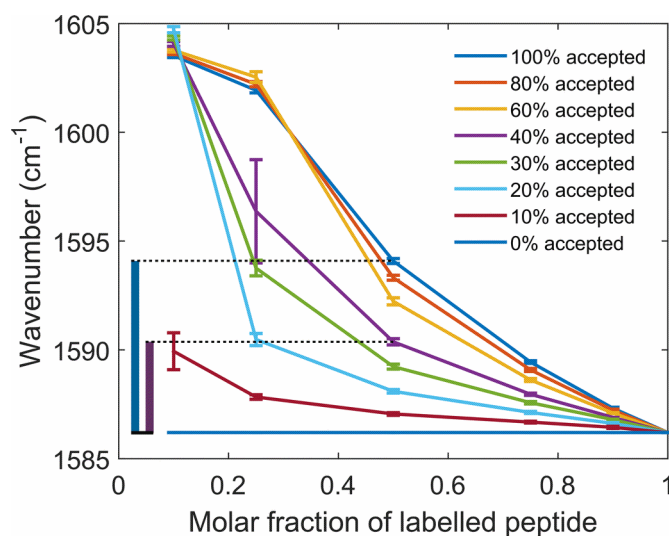 1605
1600
1595
1590
1585
Wavenumber (cm⁻¹)
100% accepted
80% accepted
60% accepted
40% accepted
30% accepted
20% accepted
10% accepted
0% accepted
0 0.2 0.4 0.6 0.8 1
Molar fraction of labelled peptide